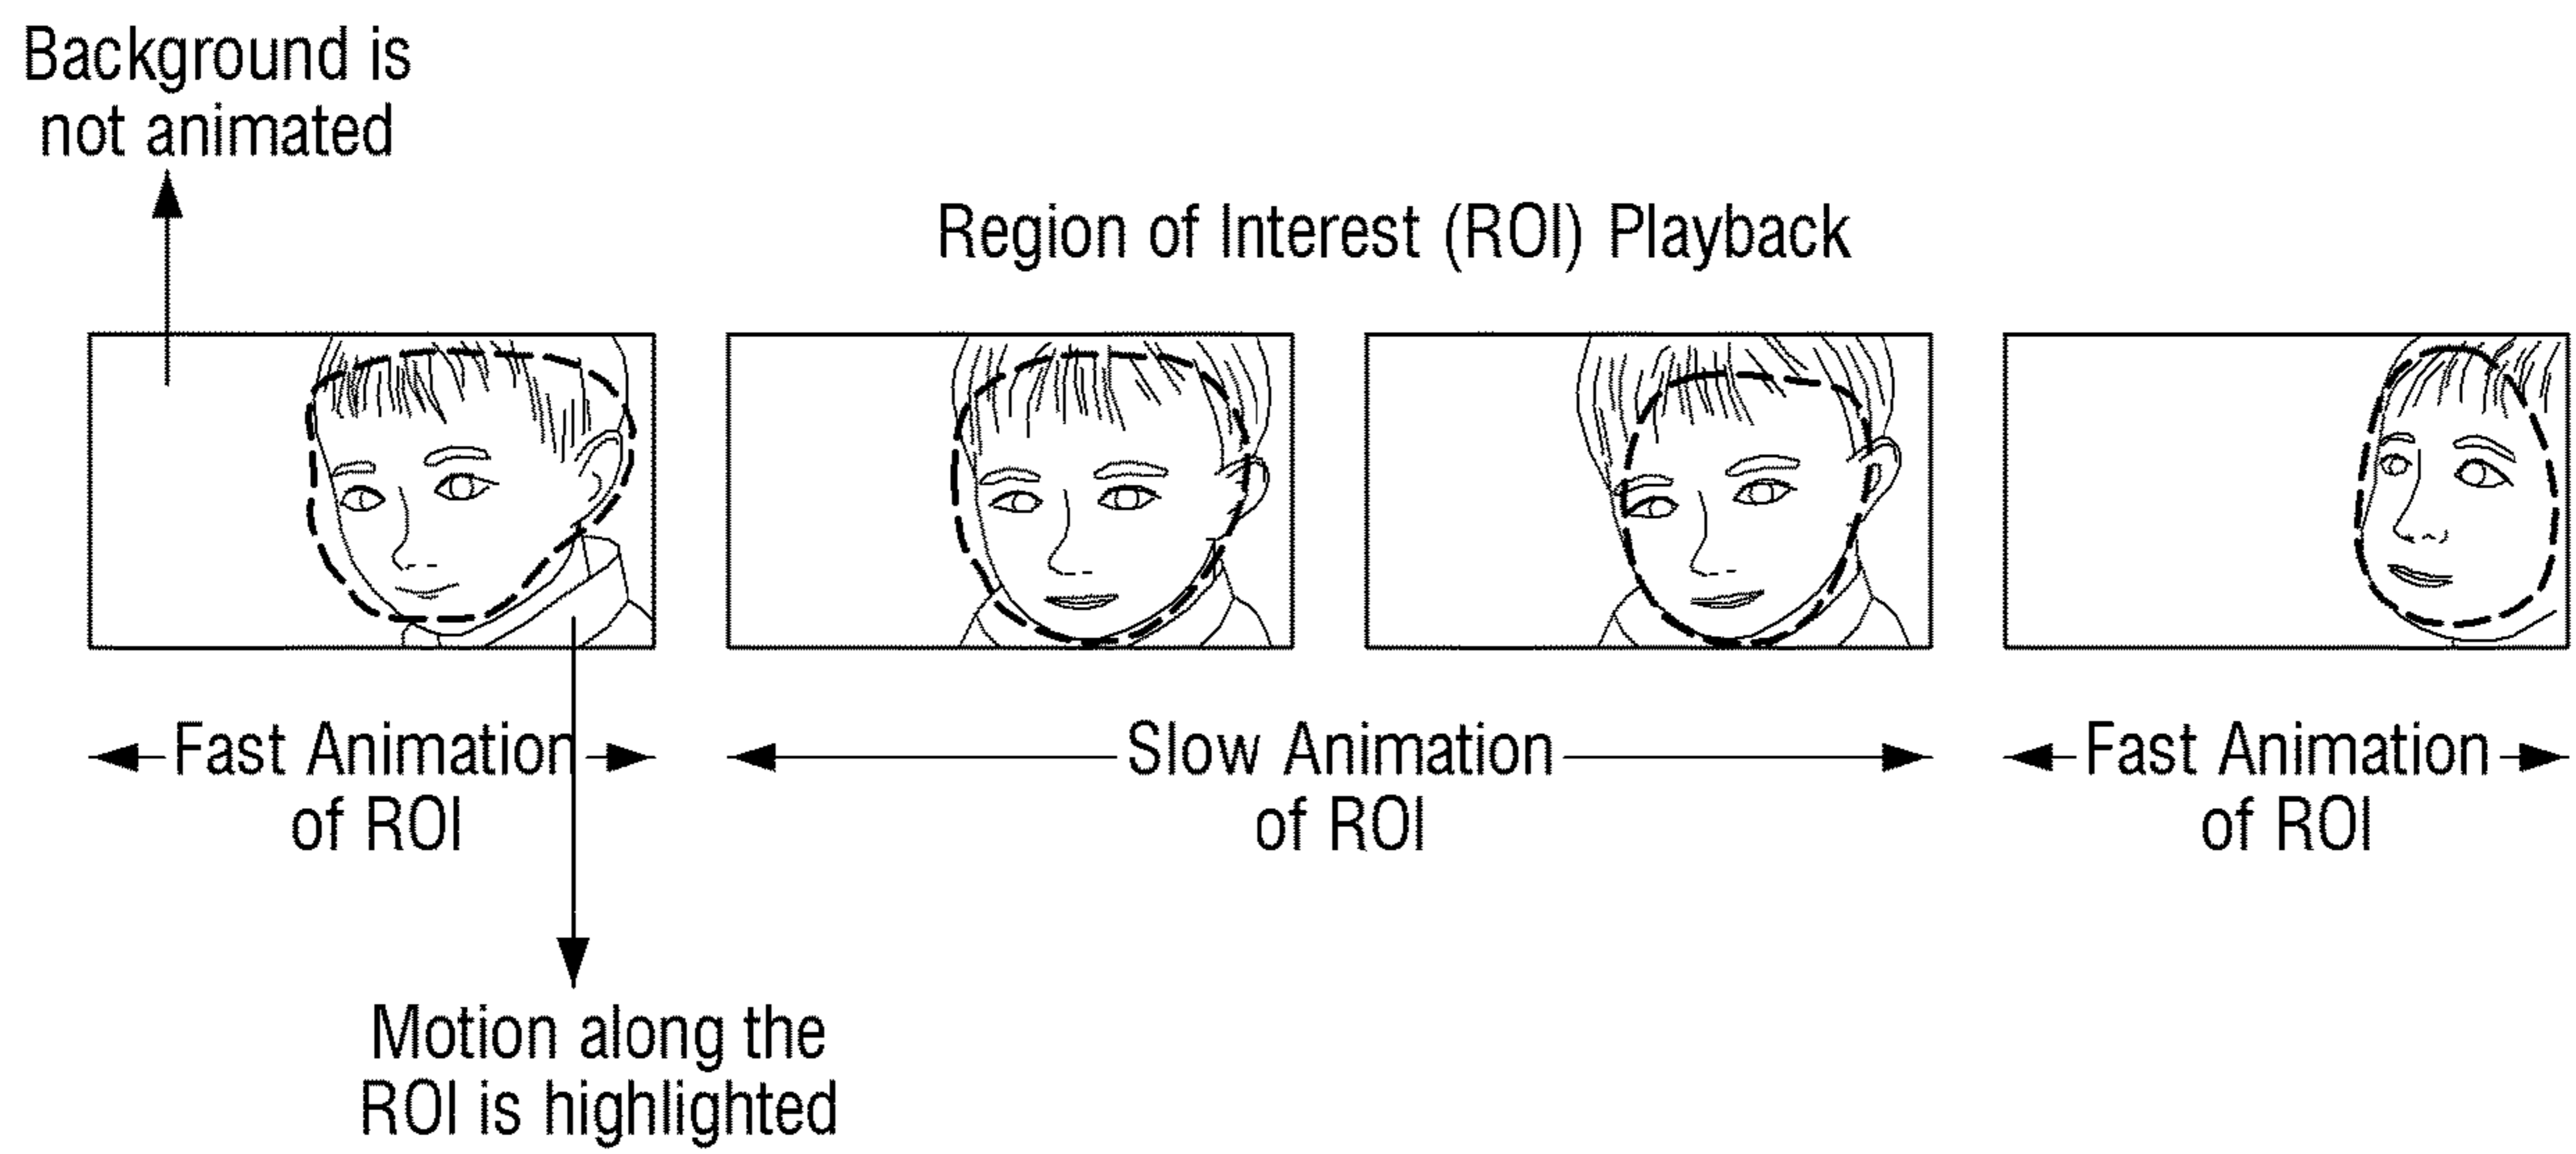 Background is
not animated
Region of Interest (ROI) Playback
Fast Animation
of ROI
Slow Animation
of ROI
Fast Animation
of ROI
Motion along the
ROI is highlighted